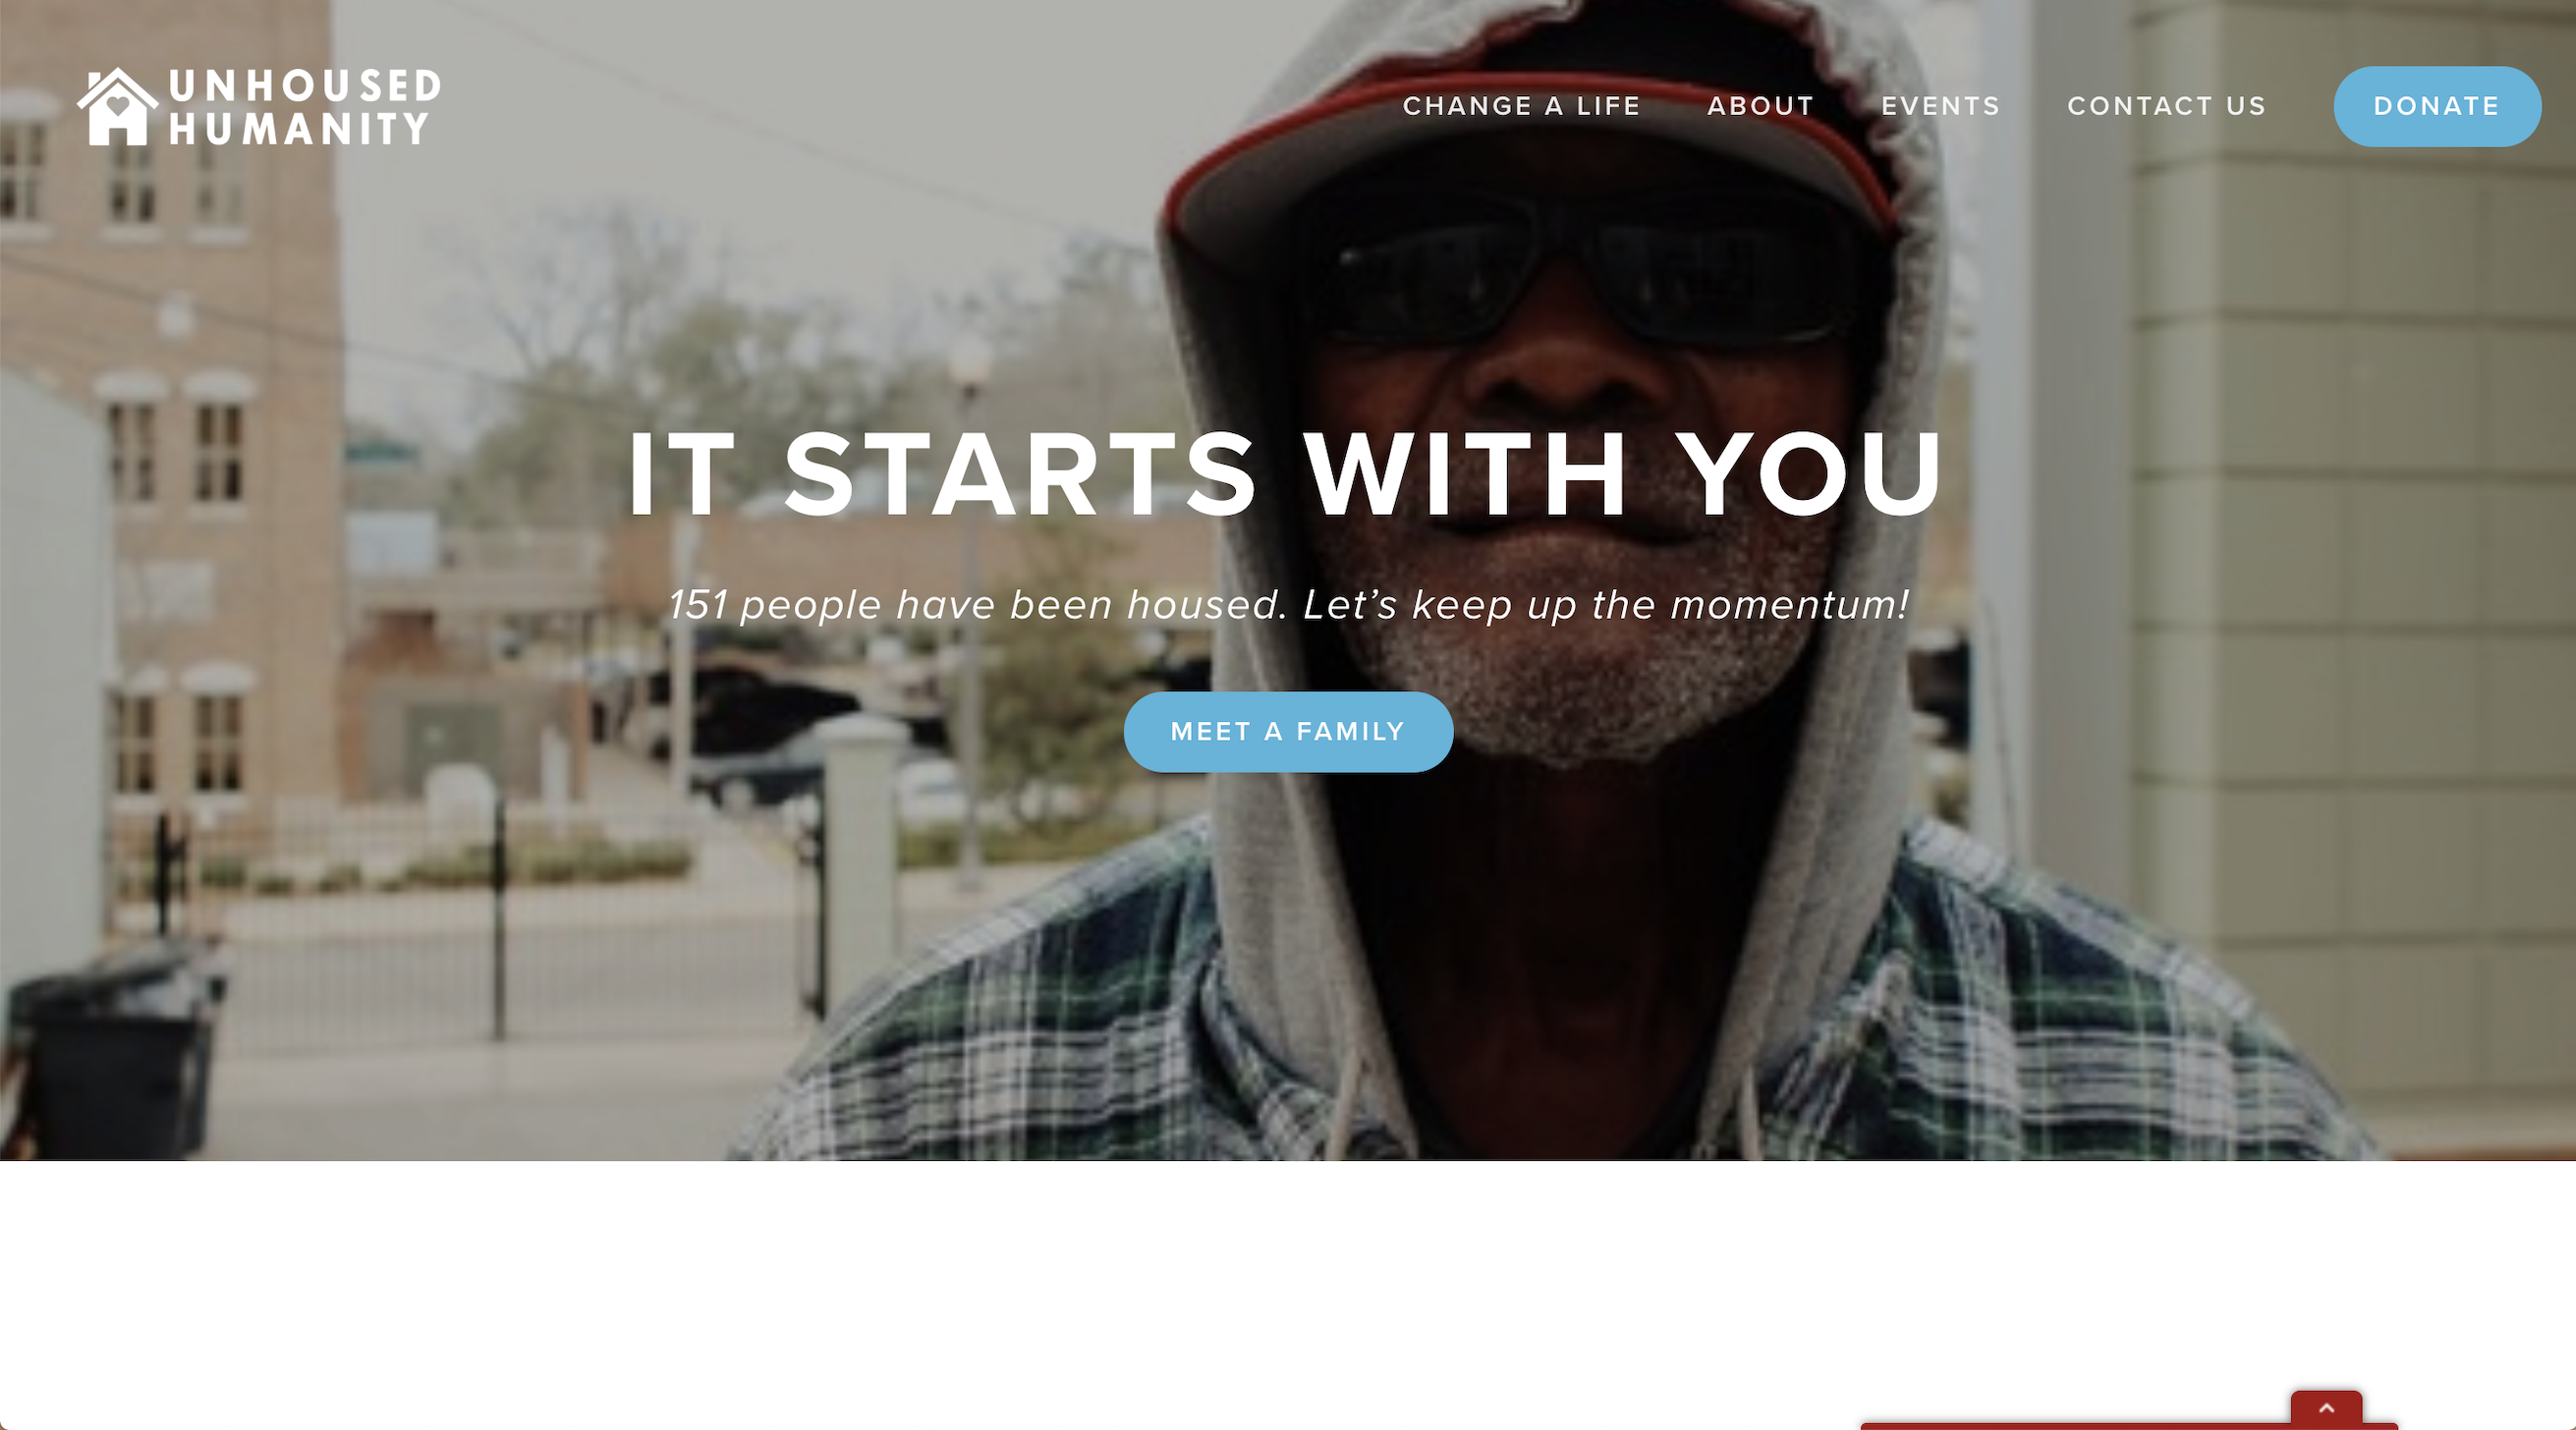 UNHOUSED
HUMANITY
CHANGE A LIFE ABOUT EVENTS CONTACT US DONATE
IT STARTS WITH YOU
151 people have been housed. Let’s keep up the momentum!
MEET A FAMILY